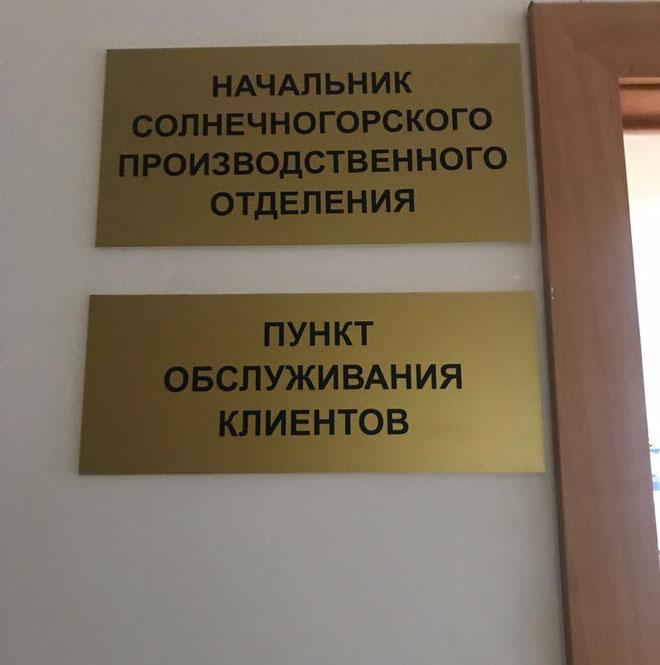 НАЧАЛЬНИК
СОЛНЕЧНОГОРСКОГО
ПРОИЗВОДСТВЕННОГО
ОТДЕЛЕНИЯ
ПУНКТ
ОБСЛУЖИВАНИЯ
КЛИЕНТОВ